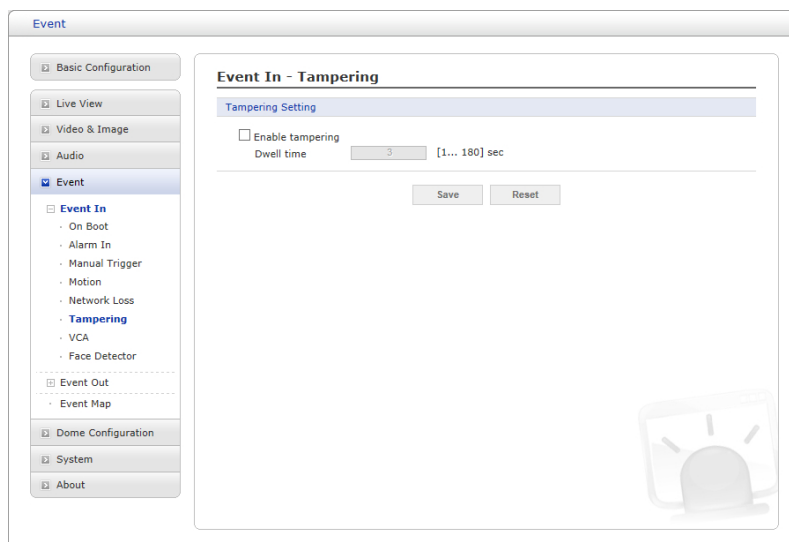 Event
Basic Configuration
Live View
Video & Image
Audio
Event
Event In
On Boot
Alarm In
Manual Trigger
Motion
Network Loss
Tampering
VCA
Face Detector
Event Out
Event Map
Dome Configuration
System
About
Event In - Tampering
Tampering Setting
Enable tampering
Dwell time 3 [1... 180] sec
Save Reset